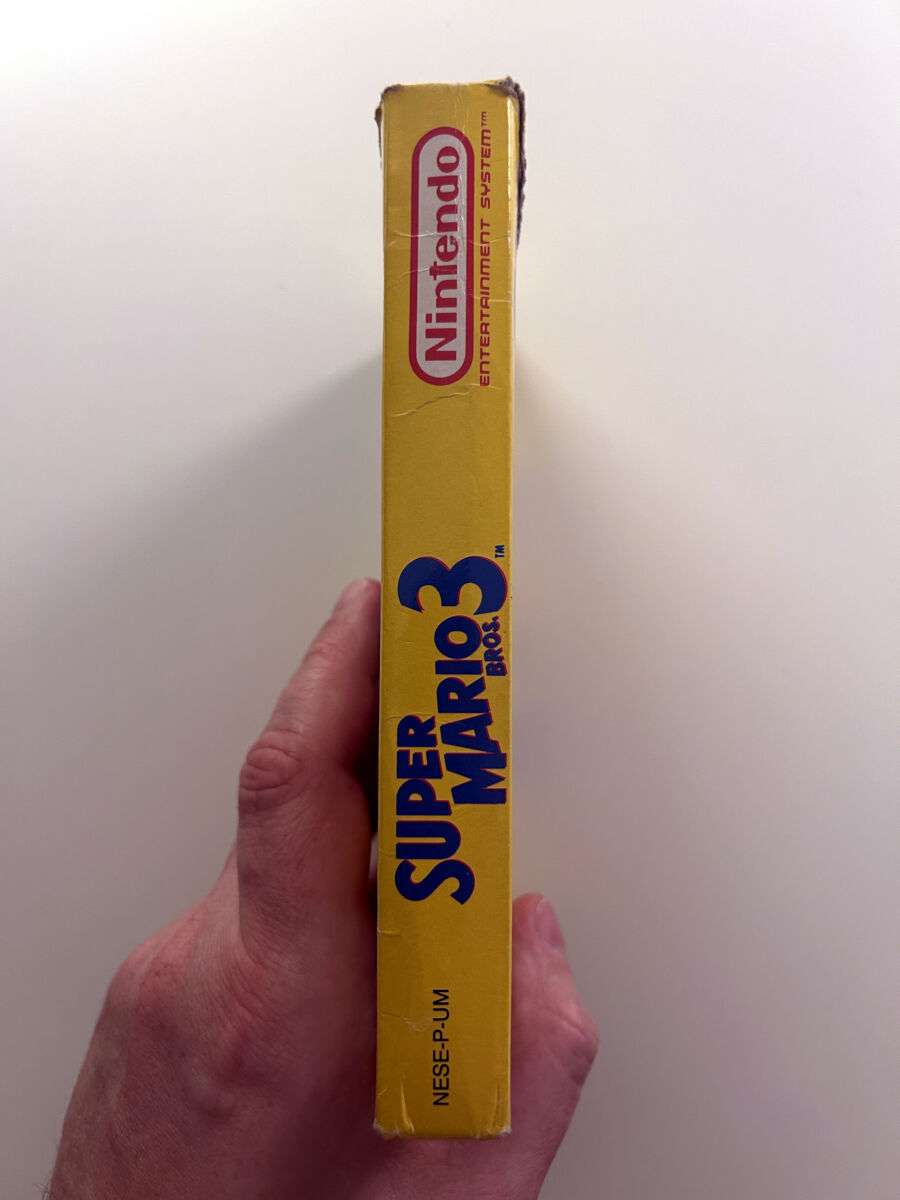 Nintendo
ENTERTAINMENT SYSTEM™
SUPER
MARIO 3™
BROS.
NESE-P-UM